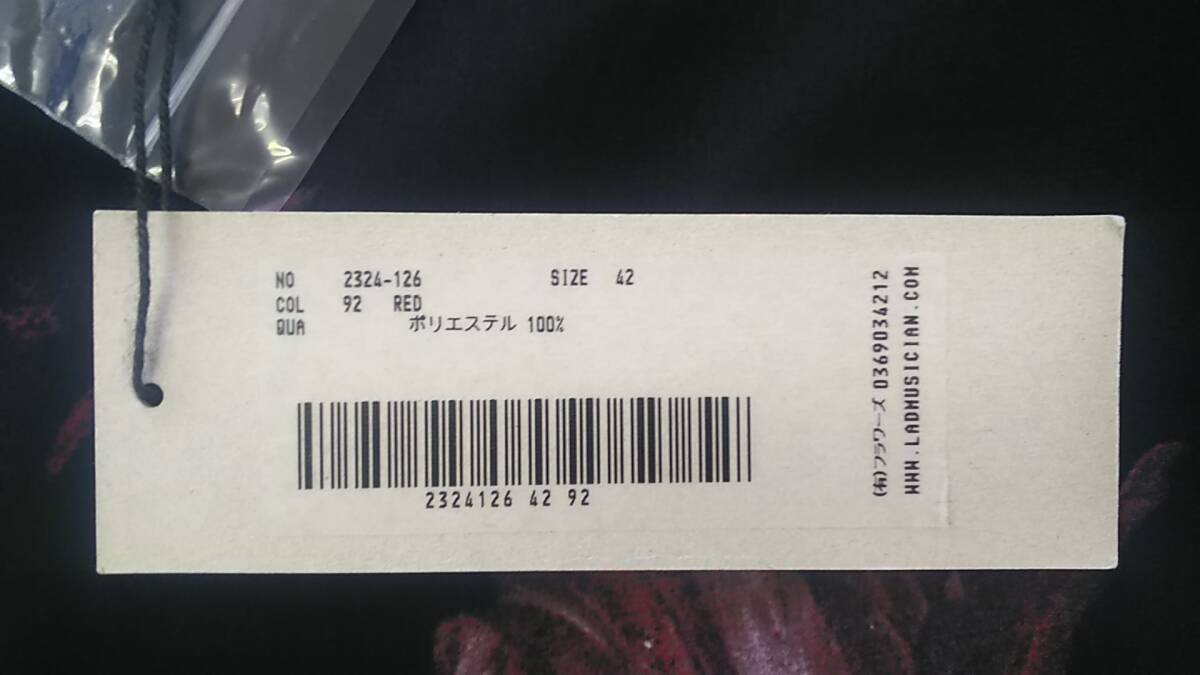 NO 2324-126 SIZE 42
COL 92 RED
QUA ポリエステル 100%
2324126 42 92
(有)フラワーズ 0369034212
WWW.LADMUSICIAN.COM